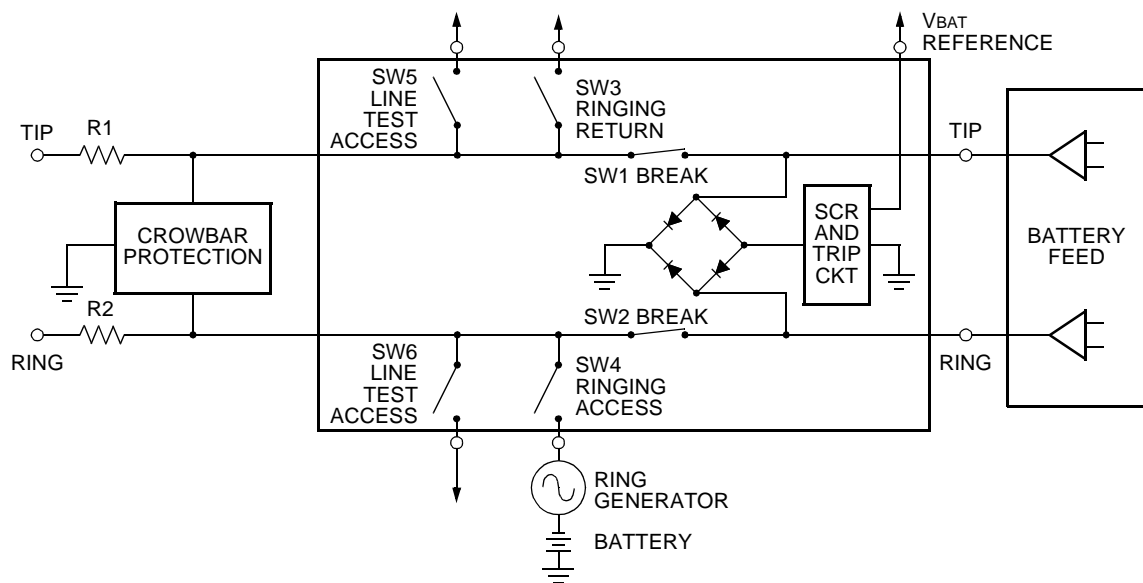 VBAT
REFERENCE
SW5
LINE
TEST
ACCESS
SW3
RINGING
RETURN
TIP
R1
TIP
SW1 BREAK
CROWBAR
PROTECTION
SCR
AND
TRIP
CKT
BATTERY
FEED
R2
SW2 BREAK
RING
SW6
LINE
TEST
ACCESS
SW4
RINGING
ACCESS
RING
RING
GENERATOR
BATTERY